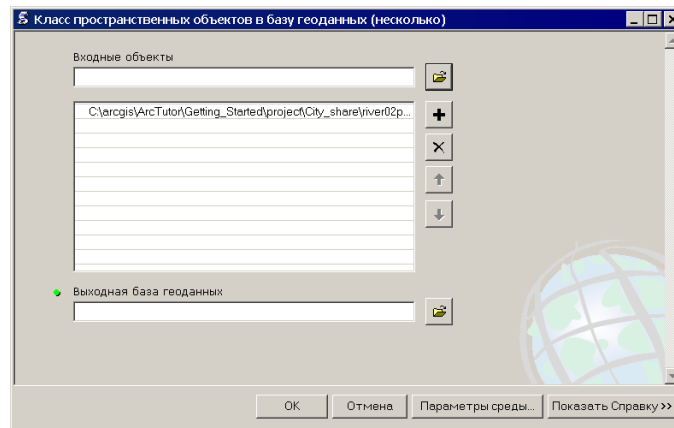 Класс пространственных объектов в базу геоданных (несколько)
Входные объекты
C:\arcgis\ArcTutor\Getting_Started\project\City_share\river02p...
Выходная база геоданных
OK Отмена Параметры среды... Показать Справку >>